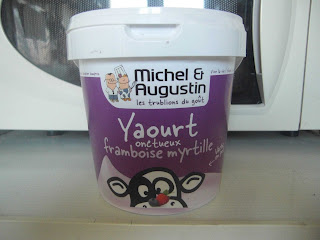 Michel &
Augustin
les trublions du goût
Yaourt
onctueux
framboise myrtille